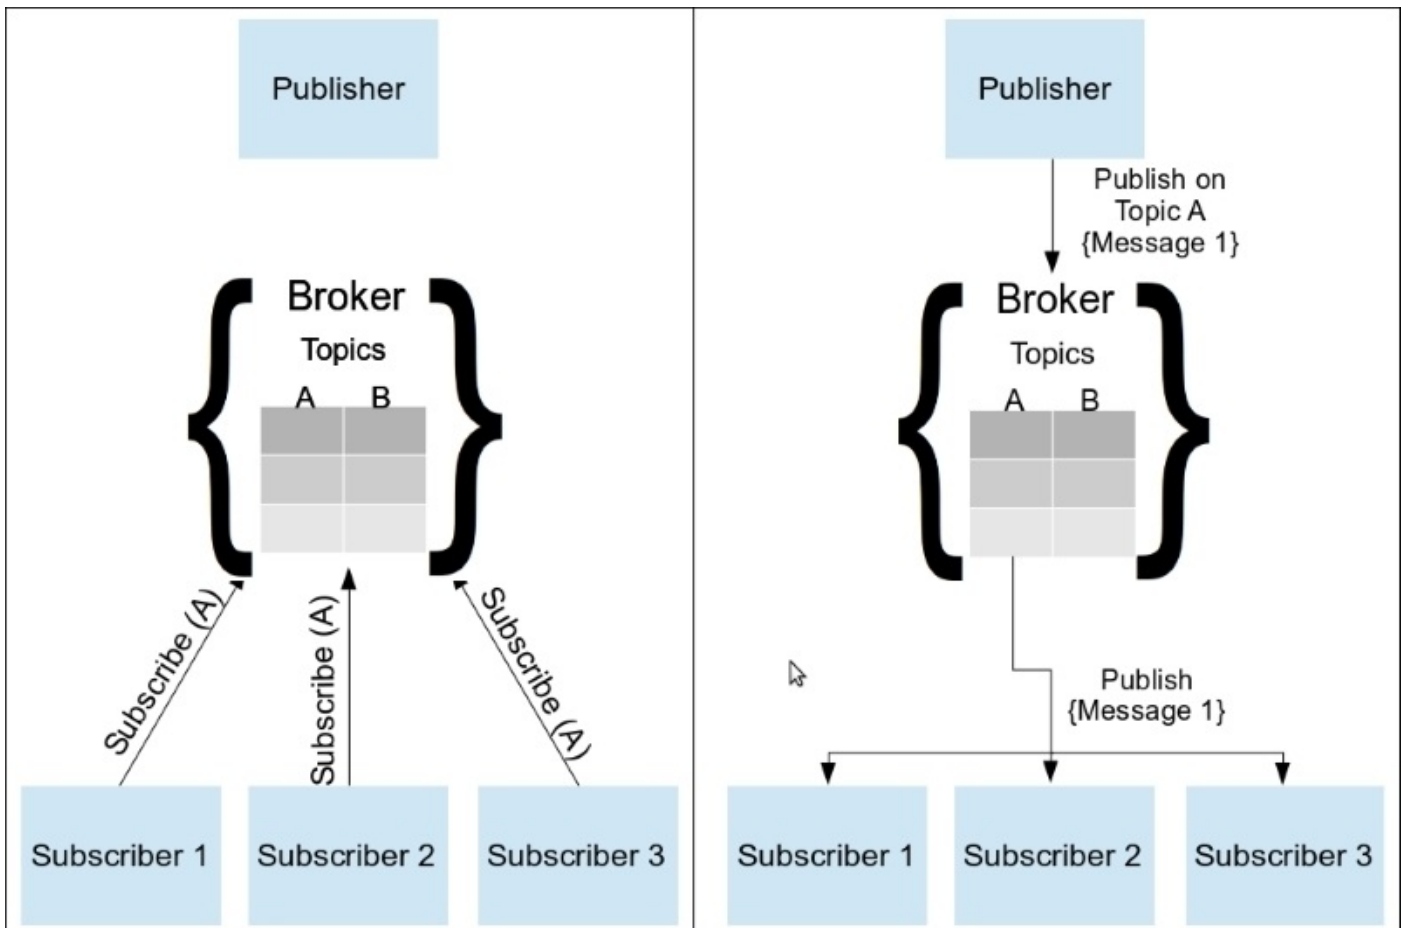 Publisher
Broker
Topics
A B
Subscribe (A)
Subscribe (A)
Subscribe (A)
Subscriber 1
Subscriber 2
Subscriber 3
Publisher
Publish on
Topic A
{Message 1}
Broker
Topics
A B
Publish
{Message 1}
Subscriber 1
Subscriber 2
Subscriber 3